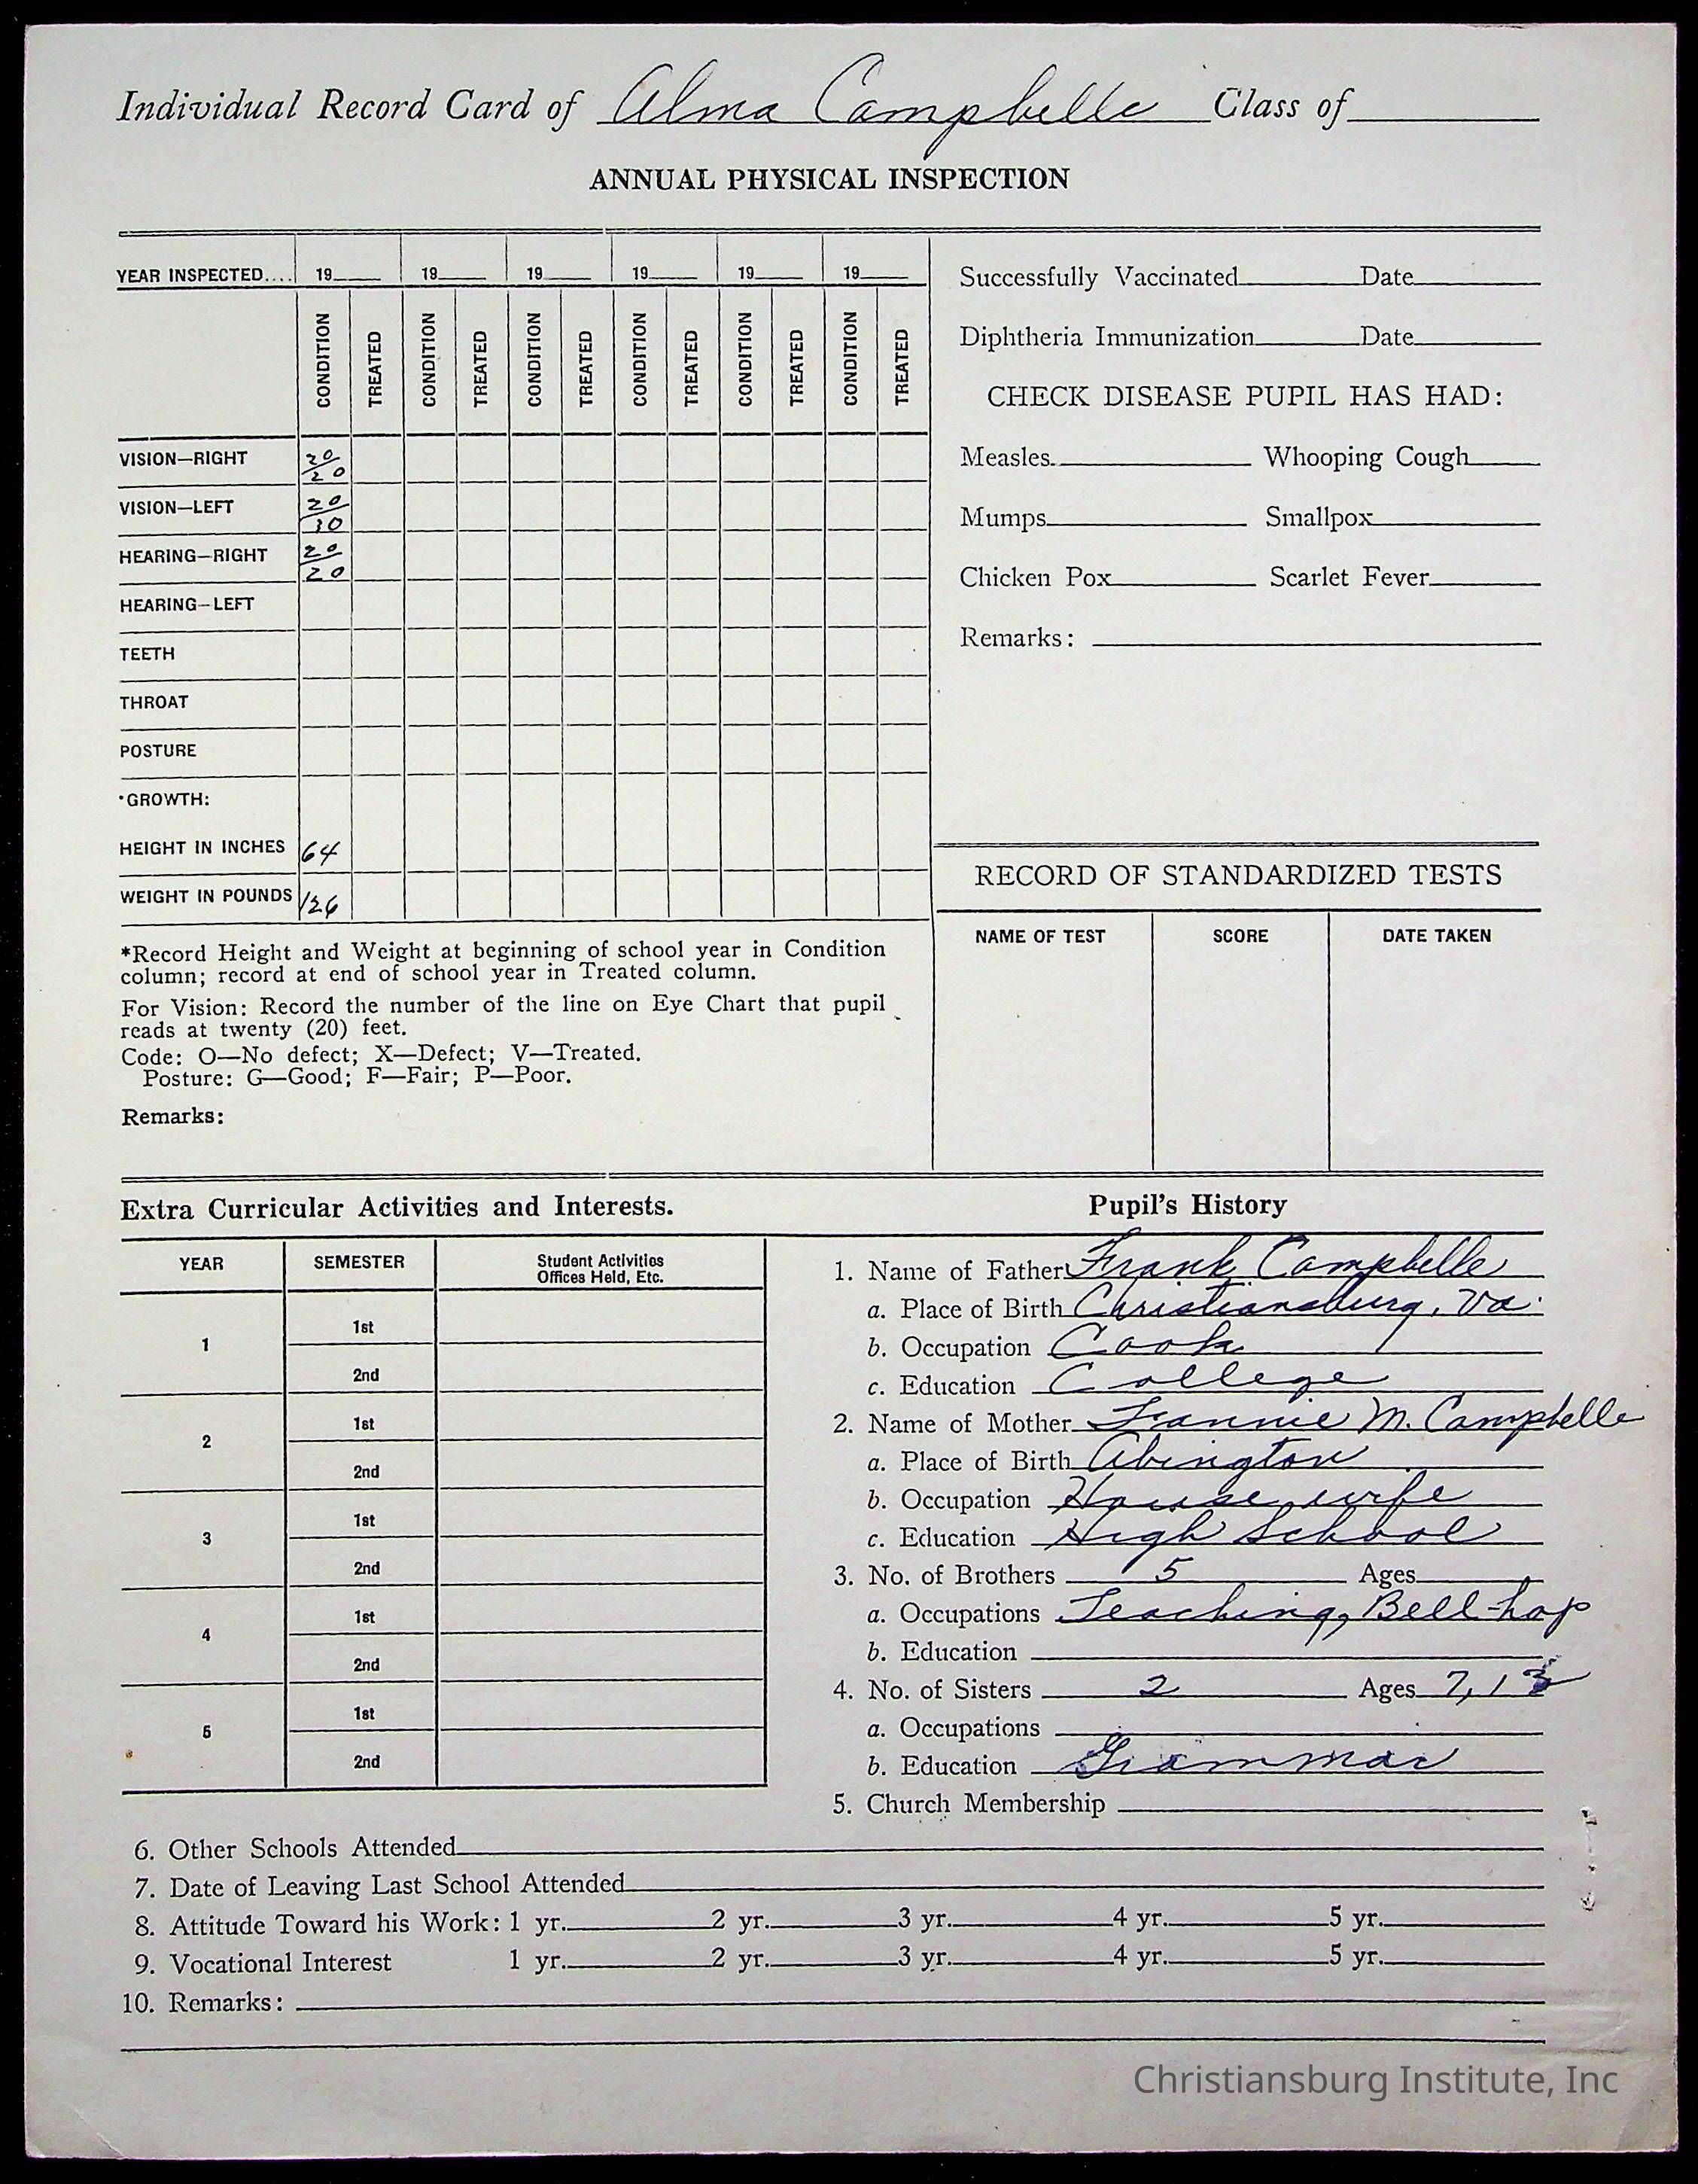 Individual Record Card of Alma Campbelle Class of
ANNUAL PHYSICAL INSPECTION
YEAR INSPECTED.... 19 19 19 19 19 19
CONDITION TREATED CONDITION TREATED CONDITION TREATED CONDITION TREATED CONDITION TREATED CONDITION TREATED
VISION—RIGHT 20/20
VISION—LEFT 20/30
HEARING—RIGHT 20/20
HEARING—LEFT
TEETH
THROAT
POSTURE
*GROWTH:
HEIGHT IN INCHES 64
WEIGHT IN POUNDS 126
*Record Height and Weight at beginning of school year in Condition
column; record at end of school year in Treated column.
For Vision: Record the number of the line on Eye Chart that pupil
reads at twenty (20) feet.
Code: O—No defect; X—Defect; V—Treated.
Posture: G—Good; F—Fair; P—Poor.
Remarks:
Successfully Vaccinated Date
Diphtheria Immunization Date
CHECK DISEASE PUPIL HAS HAD:
Measles Whooping Cough
Mumps Smallpox
Chicken Pox Scarlet Fever
Remarks:
RECORD OF STANDARDIZED TESTS
NAME OF TEST SCORE DATE TAKEN
Extra Curricular Activities and Interests.
YEAR SEMESTER Student Activities
Offices Held, Etc.
1st
1
2nd
1st
2
2nd
1st
3
2nd
1st
4
2nd
1st
5
2nd
Pupil's History
1. Name of Father Frank Campbelle
a. Place of Birth Christiansburg, Va.
b. Occupation Cook
c. Education College
2. Name of Mother Fannie M. Campbelle
a. Place of Birth Abington
b. Occupation House wife
c. Education High School
3. No. of Brothers 5 Ages
a. Occupations Teaching, Bell-hop
b. Education
4. No. of Sisters 2 Ages 7, 13
a. Occupations
b. Education Grammar
5. Church Membership
6. Other Schools Attended
7. Date of Leaving Last School Attended
8. Attitude Toward his Work: 1 yr. 2 yr. 3 yr. 4 yr. 5 yr.
9. Vocational Interest 1 yr. 2 yr. 3 yr. 4 yr. 5 yr.
10. Remarks:
Christiansburg Institute, Inc